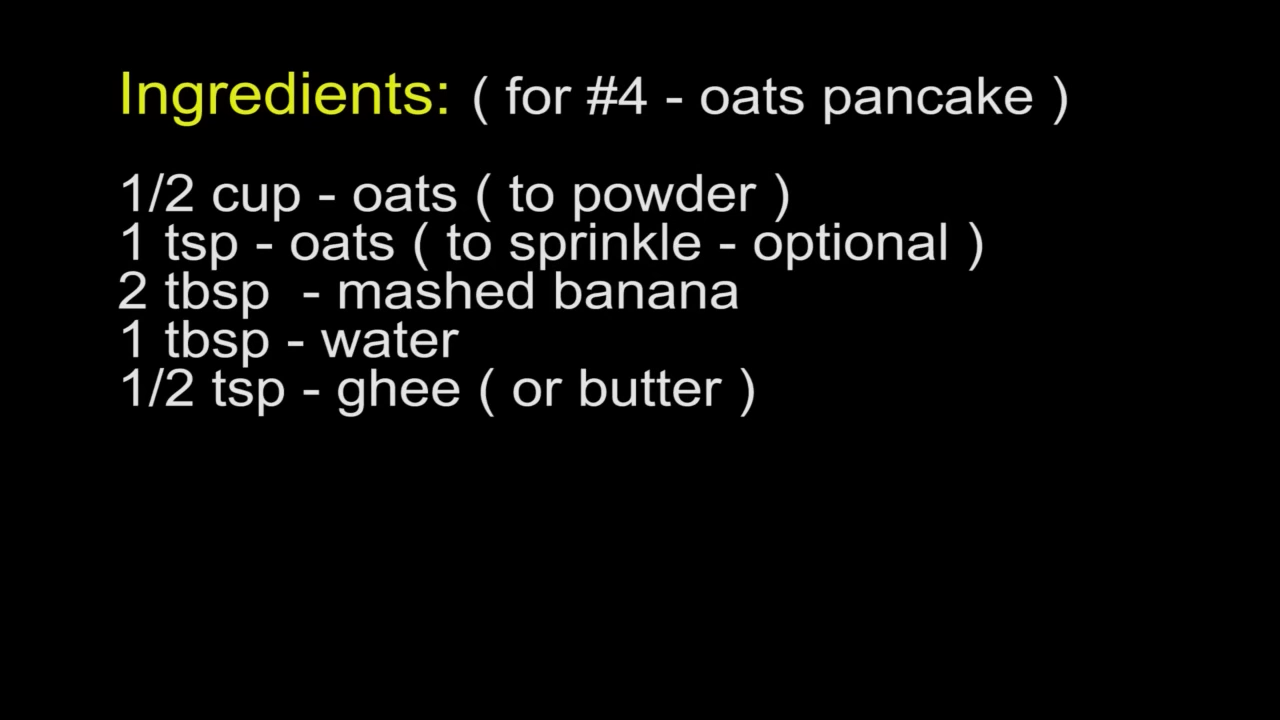 Ingredients: ( for #4 - oats pancake )
1/2 cup - oats ( to powder )
1 tsp - oats ( to sprinkle - optional )
2 tbsp  - mashed banana
1 tbsp - water
1/2 tsp - ghee ( or butter )